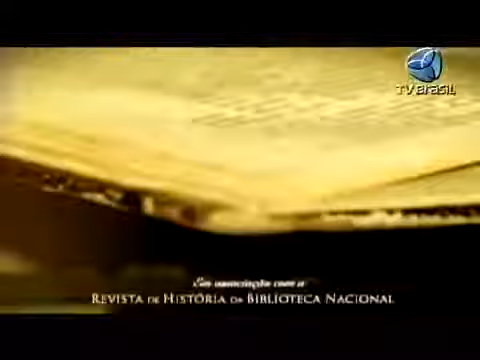 TV Brasil
Em associação com a
REVISTA DE HISTÓRIA DA BIBLIOTECA NACIONAL